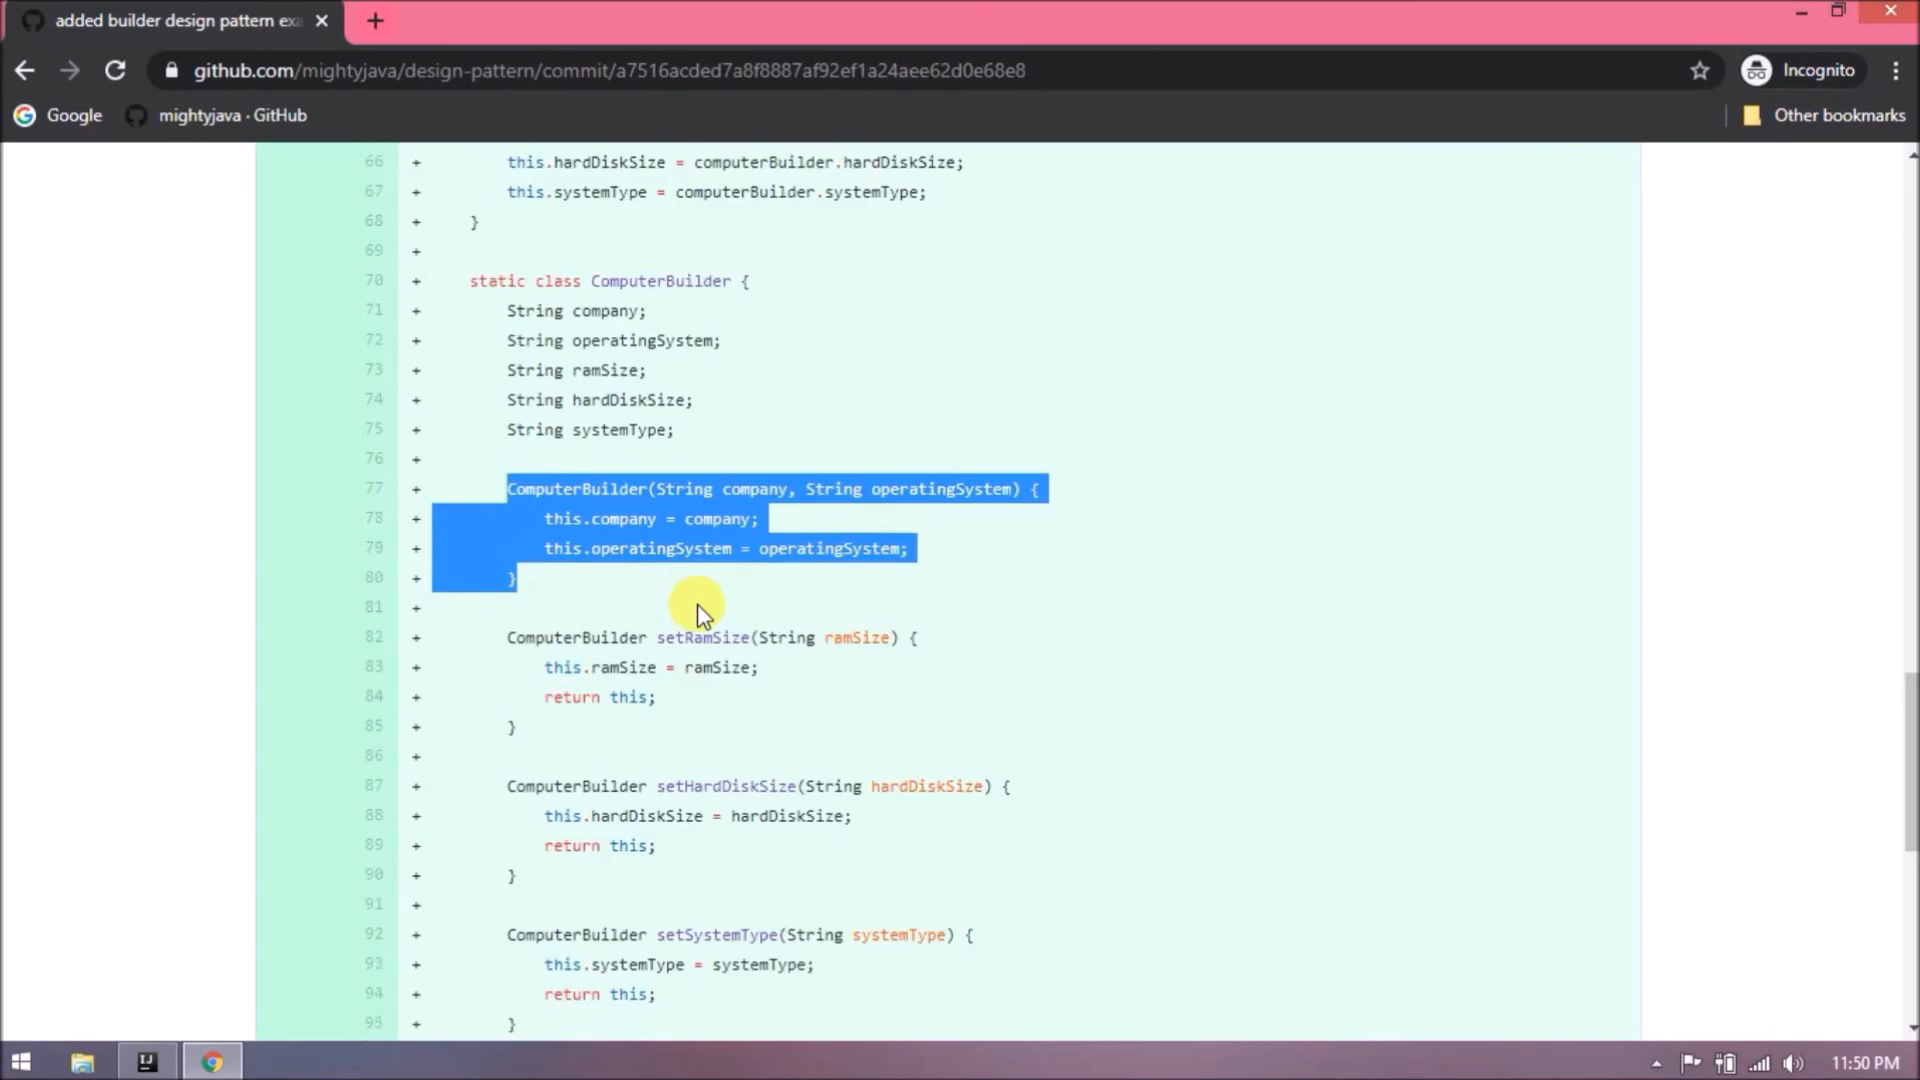 added builder design pattern exa
github.com/mightyjava/design-pattern/commit/a7516acded7a8f8887af92ef1a24aee62d0e68e8
Incognito
Google
mightyjava · GitHub
Other bookmarks
66 + this.hardDiskSize = computerBuilder.hardDiskSize;
67 + this.systemType = computerBuilder.systemType;
68 + }
69 +
70 + static class ComputerBuilder {
71 + String company;
72 + String operatingSystem;
73 + String ramSize;
74 + String hardDiskSize;
75 + String systemType;
76 +
77 + ComputerBuilder(String company, String operatingSystem) {
78 + this.company = company;
79 + this.operatingSystem = operatingSystem;
80 + }
81 +
82 + ComputerBuilder setRamSize(String ramSize) {
83 + this.ramSize = ramSize;
84 + return this;
85 + }
86 +
87 + ComputerBuilder setHardDiskSize(String hardDiskSize) {
88 + this.hardDiskSize = hardDiskSize;
89 + return this;
90 + }
91 +
92 + ComputerBuilder setSystemType(String systemType) {
93 + this.systemType = systemType;
94 + return this;
95 + }
IJ
11:50 PM